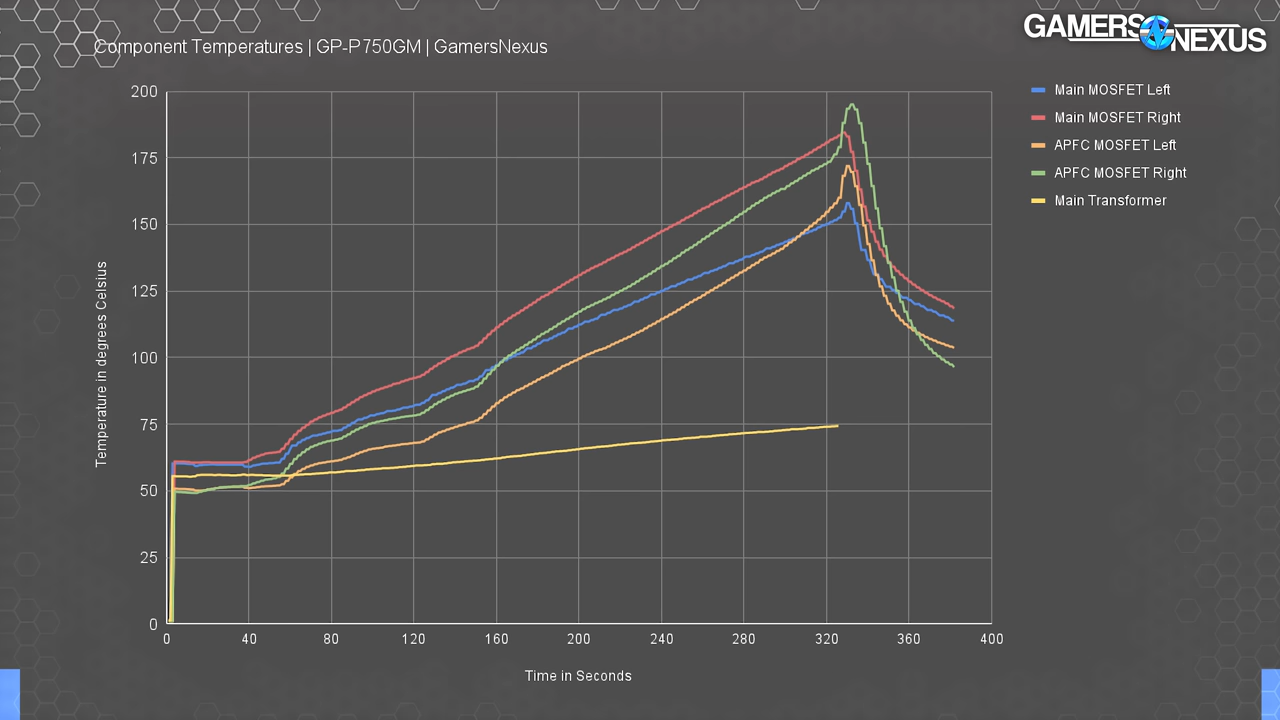 Component Temperatures | GP-P750GM | GamersNexus
GAMERS NEXUS
Main MOSFET Left
Main MOSFET Right
APFC MOSFET Left
APFC MOSFET Right
Main Transformer
Temperature in degrees Celsius
200
175
150
125
100
75
50
25
0
0 40 80 120 160 200 240 280 320 360 400
Time in Seconds